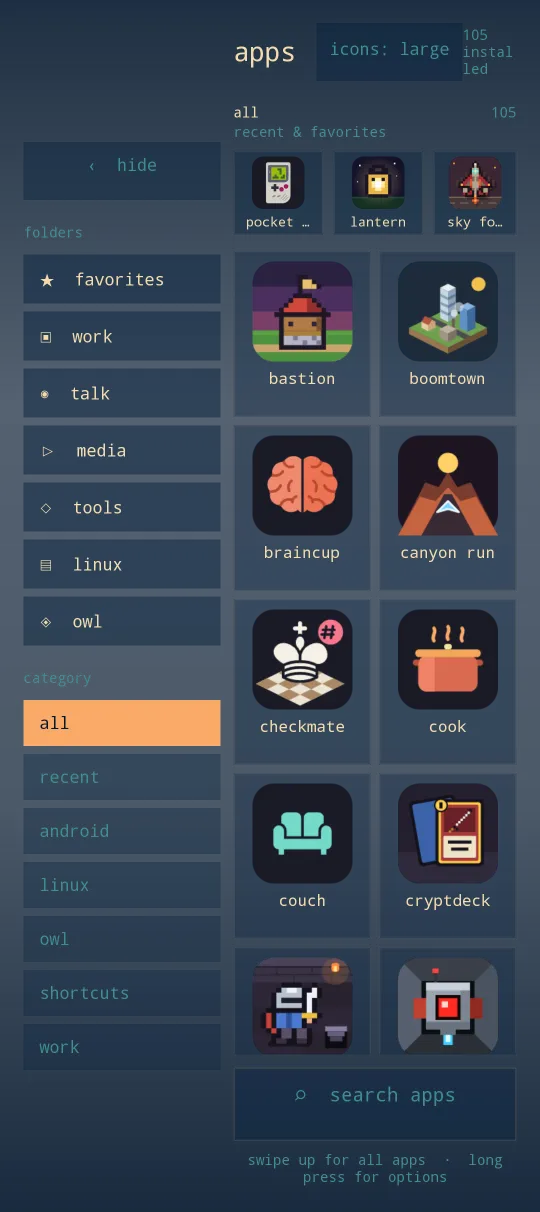 apps
icons: large
105
instal
led
all
105
recent & favorites
‹ hide
pocket …
lantern
sky fo…
folders
★ favorites
work
talk
media
tools
linux
owl
category
all
recent
android
linux
owl
shortcuts
work
bastion
boomtown
braincup
canyon run
checkmate
#
cook
couch
cryptdeck
search apps
swipe up for all apps · long
press for options